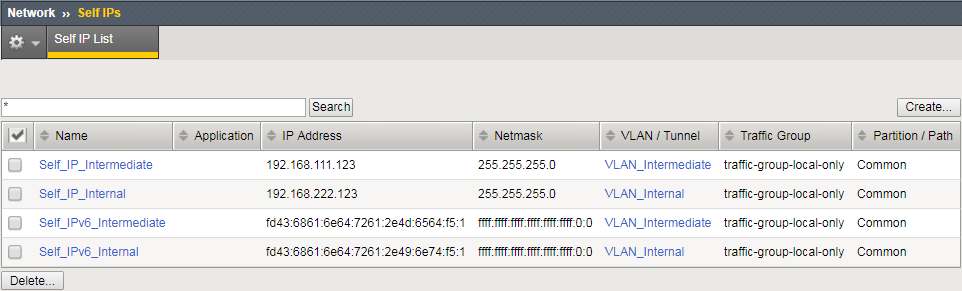 Network ›› Self IPs
Self IP List
* Search Create...
Name Application IP Address Netmask VLAN / Tunnel Traffic Group Partition / Path
Self_IP_Intermediate 192.168.111.123 255.255.255.0 VLAN_Intermediate traffic-group-local-only Common
Self_IP_Internal 192.168.222.123 255.255.255.0 VLAN_Internal traffic-group-local-only Common
Self_IPv6_Intermediate fd43:6861:6e64:7261:2e4d:6564:f5:1 ffff:ffff:ffff:ffff:ffff:ffff:0:0 VLAN_Intermediate traffic-group-local-only Common
Self_IPv6_Internal fd43:6861:6e64:7261:2e49:6e74:f5:1 ffff:ffff:ffff:ffff:ffff:ffff:0:0 VLAN_Internal traffic-group-local-only Common
Delete...